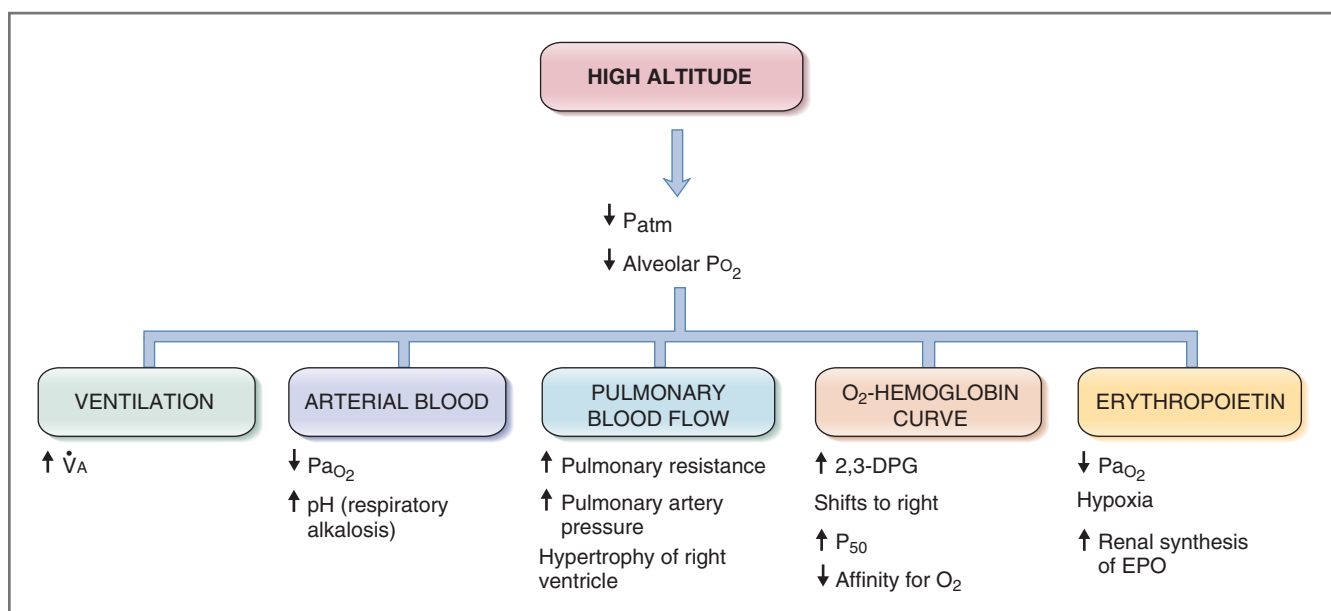 HIGH ALTITUDE
↓ Patm
↓ Alveolar PO2
VENTILATION
↑ V̇A
ARTERIAL BLOOD
↓ PaO2
↑ pH (respiratory
alkalosis)
PULMONARY
BLOOD FLOW
↑ Pulmonary resistance
↑ Pulmonary artery
pressure
Hypertrophy of right
ventricle
O2-HEMOGLOBIN
CURVE
↑ 2,3-DPG
Shifts to right
↑ P50
↓ Affinity for O2
ERYTHROPOIETIN
↓ PaO2
Hypoxia
↑ Renal synthesis
of EPO